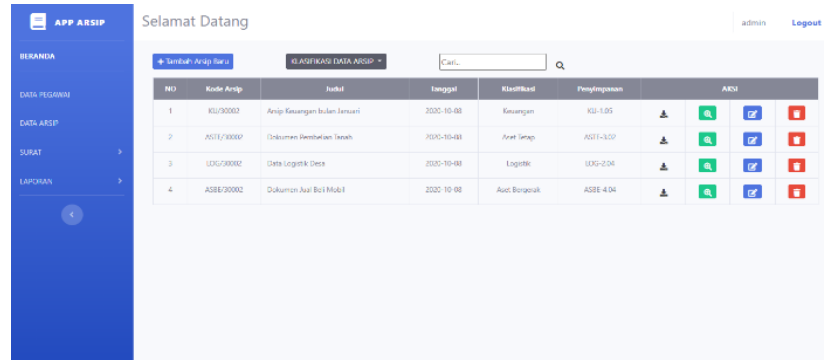 APP ARSIP
Selamat Datang
admin Logout
BERANDA
DATA PEGAWAI
DATA ARSIP
SURAT
LAPORAN
Tambah Arsip Baru KLASIFIKASI DATA ARSIP Cari..
NO Kode Arsip Judul tanggal Klasifikasi Penyimpanan AKSI
1 KU/30002 Arsip Keuangan bulan Januari 2020-10-08 Keuangan KU-1.05
2 ASTE/30002 Dokumen Pembelian Tanah 2020-10-08 Aset Tetap ASTE-3.02
3 LOG/30002 Data Logistik Desa 2020-10-08 Logistik LOG-2.04
4 ASBE/30002 Dokumen Jual Beli Mobil 2020-10-08 Aset Bergerak ASBE-4.04